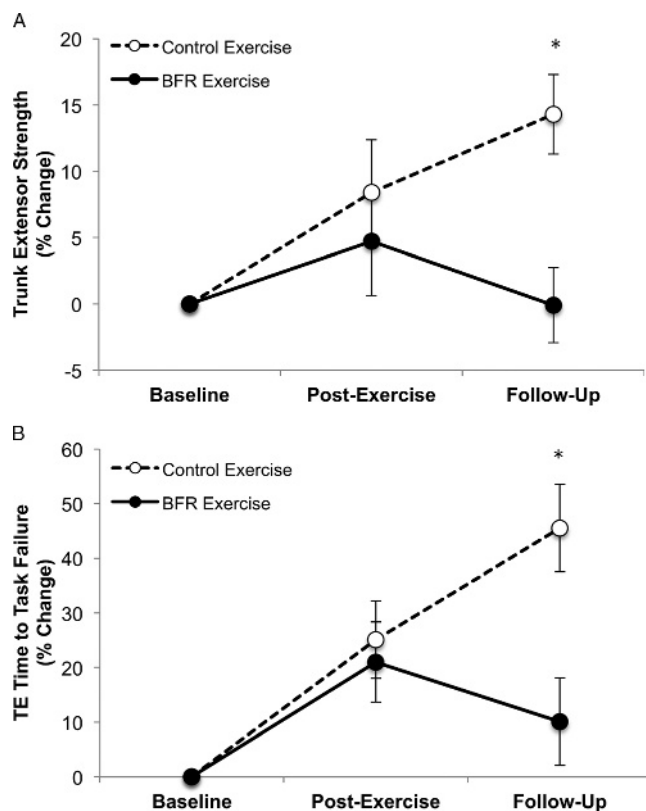 A
20
15
10
5
0
-5
Trunk Extensor Strength
(% Change)
Control Exercise
BFR Exercise
*
Baseline Post-Exercise Follow-Up
B
60
50
40
30
20
10
0
TE Time to Task Failure
(% Change)
Control Exercise
BFR Exercise
*
Baseline Post-Exercise Follow-Up